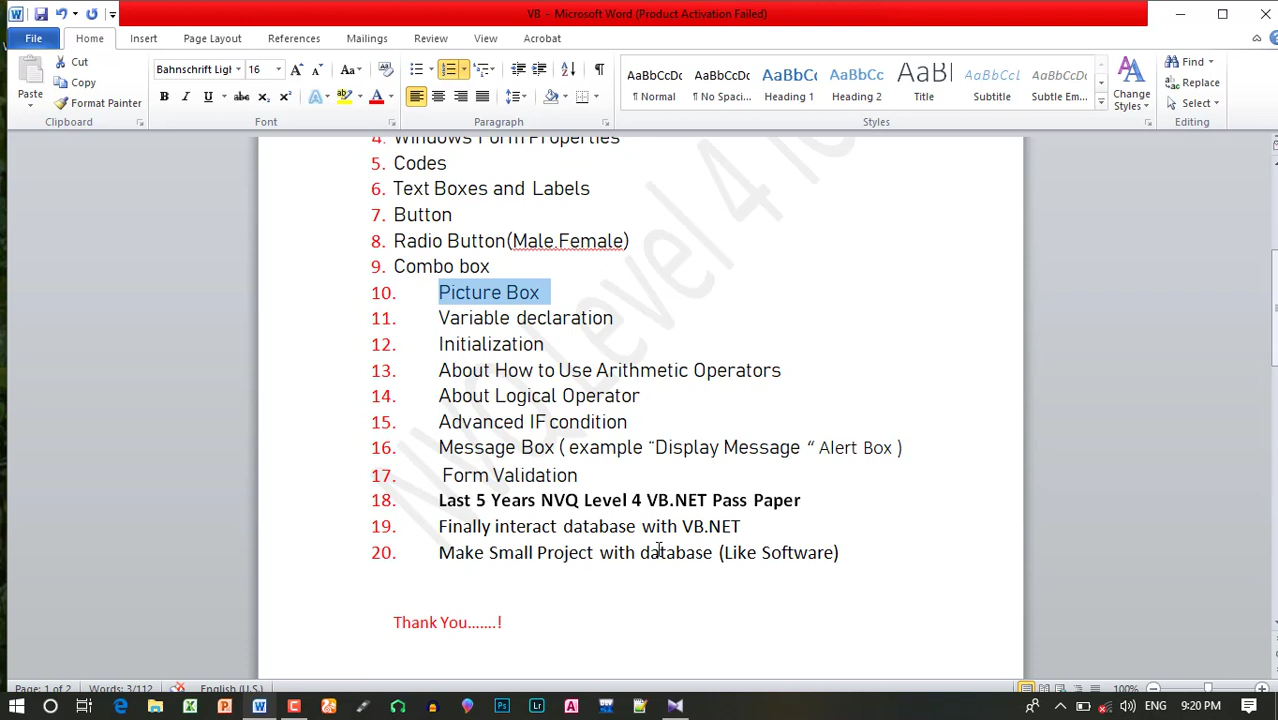 VB - Microsoft Word (Product Activation Failed)
File Home Insert Page Layout References Mailings Review View Acrobat
Paste
Cut
Copy
Format Painter
Clipboard
Bahnschrift Ligl 16
Font
Paragraph
AaBbCcDc AaBbCcDc AaBbCc AaBbCc AaBl AaBbCcl AaBbCcDc
¶ Normal ¶ No Spaci... Heading 1 Heading 2 Title Subtitle Subtle Em...
Styles
Change Styles
Find
Replace
Select
Editing
4. Windows Form Properties
5. Codes
6. Text Boxes and Labels
7. Button
8. Radio Button(Male.Female)
9. Combo box
10. Picture Box
11. Variable declaration
12. Initialization
13. About How to Use Arithmetic Operators
14. About Logical Operator
15. Advanced IF condition
16. Message Box ( example “Display Message “ Alert Box )
17. Form Validation
18. Last 5 Years NVQ Level 4 VB.NET Pass Paper
19. Finally interact database with VB.NET
20. Make Small Project with database (Like Software)
Thank You.......!
NVQ Level 4
Page: 1 of 2 Words: 3/112 English (U.S.) 100%
ENG 9:20 PM